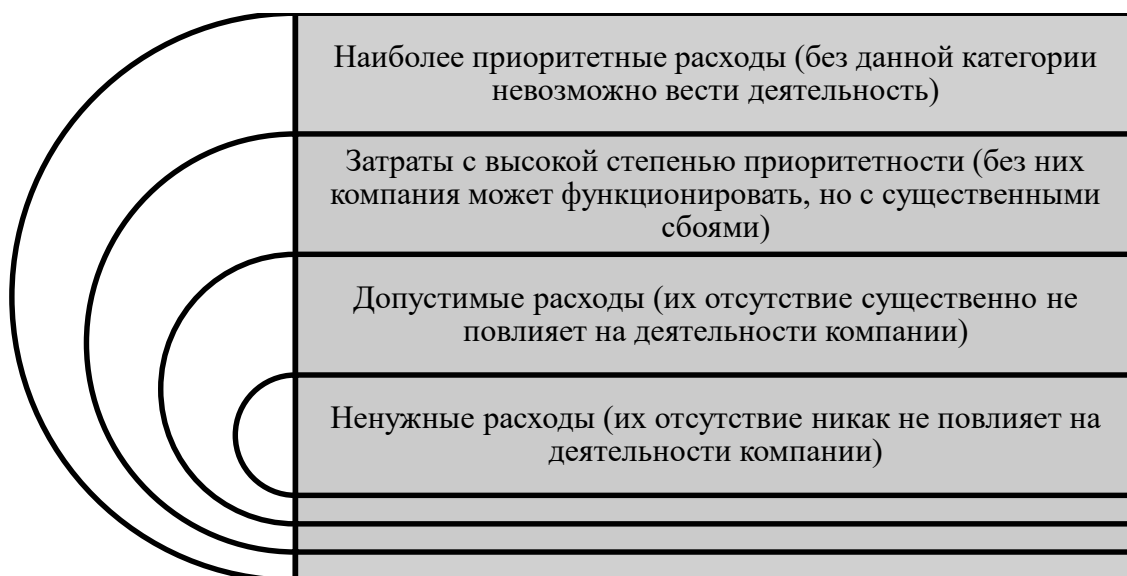 Наиболее приоритетные расходы (без данной категории
невозможно вести деятельность)
Затраты с высокой степенью приоритетности (без них
компания может функционировать, но с существенными
сбоями)
Допустимые расходы (их отсутствие существенно не
повлияет на деятельности компании)
Ненужные расходы (их отсутствие никак не повлияет на
деятельности компании)